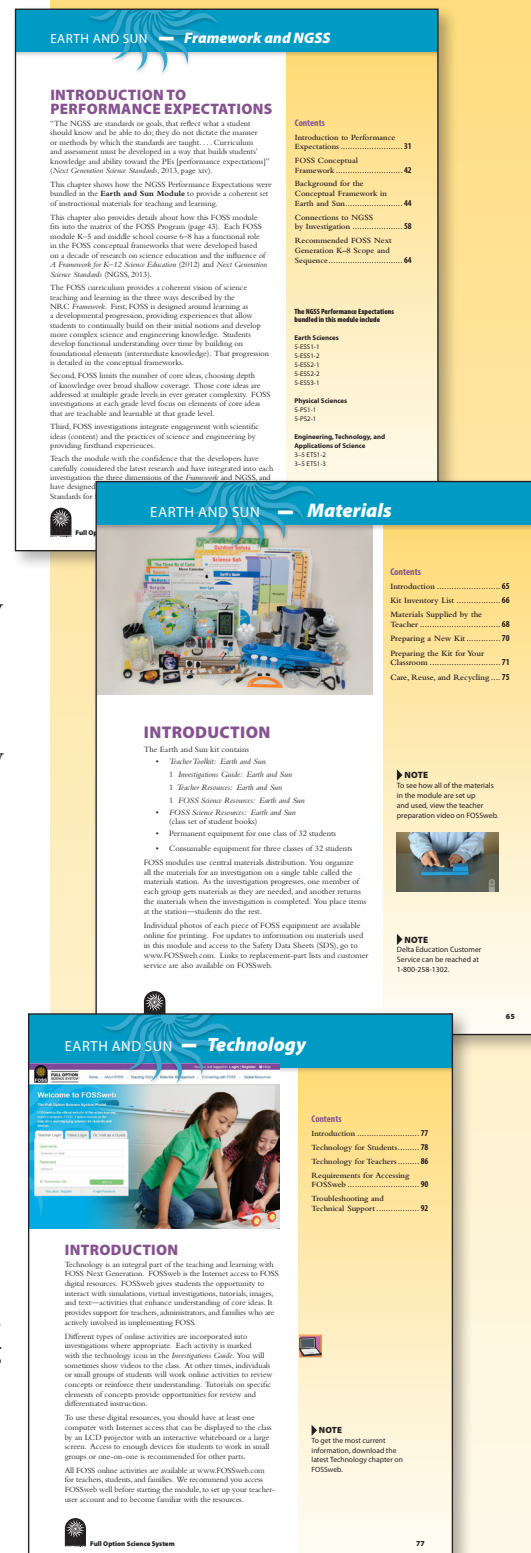 EARTH AND SUN — Framework and NGSS
INTRODUCTION TO
PERFORMANCE EXPECTATIONS
"The NGSS are standards or goals, that reflect what a student
should know and be able to do; they do not dictate the manner
or methods by which the standards are taught. . . . Curriculum
and assessment must be developed in a way that builds students'
knowledge and ability toward the PEs [performance expectations]"
(Next Generation Science Standards, 2013, page xiv).
This chapter shows how the NGSS Performance Expectations were
bundled in the Earth and Sun Module to provide a coherent set
of instructional materials for teaching and learning.
This chapter also provides details about how this FOSS module
fits into the matrix of the FOSS Program (page 43). Each FOSS
module K–5 and middle school course 6–8 has a functional role
in the FOSS conceptual frameworks that were developed based
on a decade of research on science education and the influence of
A Framework for K–12 Science Education (2012) and Next Generation
Science Standards (NGSS, 2013).
The FOSS curriculum provides a coherent vision of science
teaching and learning in the three ways described by the
NRC Framework. First, FOSS is designed around learning as
a developmental progression, providing experiences that allow
students to continually build on their initial notions and develop
more complex science and engineering knowledge. Students
develop functional understanding over time by building on
foundational elements (intermediate knowledge). That progression
is detailed in the conceptual frameworks.
Second, FOSS limits the number of core ideas, choosing depth
of knowledge over broad shallow coverage. Those core ideas are
addressed at multiple grade levels in ever greater complexity. FOSS
investigations at each grade level focus on elements of core ideas
that are teachable and learnable at that grade level.
Third, FOSS investigations integrate engagement with scientific
ideas (content) and the practices of science and engineering by
providing firsthand experiences.
Teach the module with the confidence that the developers have
carefully considered the latest research and have integrated into each
investigation the three dimensions of the Framework and NGSS, and
have designed
Standards for
Full Op
Contents
Introduction to Performance
Expectations .......................... 31
FOSS Conceptual
Framework ............................ 42
Background for the
Conceptual Framework in
Earth and Sun........................ 44
Connections to NGSS
by Investigation .................... 58
Recommended FOSS Next
Generation K–8 Scope and
Sequence................................ 64
The NGSS Performance Expectations
bundled in this module include
Earth Sciences
5-ESS1-1
5-ESS1-2
5-ESS2-1
5-ESS2-2
5-ESS3-1
Physical Sciences
5-PS1-1
5-PS2-1
Engineering, Technology, and
Applications of Science
3–5 ETS1-2
3–5 ETS1-3
EARTH AND SUN — Materials
Outdoor Safety
INTRODUCTION
The Earth and Sun kit contains
• Teacher Toolkit: Earth and Sun
1 Investigations Guide: Earth and Sun
1 Teacher Resources: Earth and Sun
1 FOSS Science Resources: Earth and Sun
• FOSS Science Resources: Earth and Sun
(class set of student books)
• Permanent equipment for one class of 32 students
• Consumable equipment for three classes of 32 students
FOSS modules use central materials distribution. You organize
all the materials for an investigation on a single table called the
materials station. As the investigation progresses, one member of
each group gets materials as they are needed, and another returns
the materials when the investigation is completed. You place items
at the station—students do the rest.
Individual photos of each piece of FOSS equipment are available
online for printing. For updates to information on materials used
in this module and access to the Safety Data Sheets (SDS), go to
www.FOSSweb.com. Links to replacement-part lists and customer
service are also available on FOSSweb.
Contents
Introduction .......................... 65
Kit Inventory List .................. 66
Materials Supplied by the
Teacher .................................. 68
Preparing a New Kit .............. 70
Preparing the Kit for Your
Classroom .............................. 71
Care, Reuse, and Recycling .... 75
NOTE
To see how all of the materials
in the module are set up
and used, view the teacher
preparation video on FOSSweb.
NOTE
Delta Education Customer
Service can be reached at
1-800-258-1302.
65
EARTH AND SUN — Technology
FULL OPTION
SCIENCE SYSTEM
Welcome to FOSSweb
INTRODUCTION
Technology is an integral part of the teaching and learning with
FOSS Next Generation. FOSSweb is the Internet access to FOSS
digital resources. FOSSweb gives students the opportunity to
interact with simulations, virtual investigations, tutorials, images,
and text—activities that enhance understanding of core ideas. It
provides support for teachers, administrators, and families who are
actively involved in implementing FOSS.
Different types of online activities are incorporated into
investigations where appropriate. Each activity is marked
with the technology icon in the Investigations Guide. You will
sometimes show videos to the class. At other times, individuals
or small groups of students will work online activities to review
concepts or reinforce their understanding. Tutorials on specific
elements of concepts provide opportunities for review and
differentiated instruction.
To use these digital resources, you should have at least one
computer with Internet access that can be displayed to the class
by an LCD projector with an interactive whiteboard or a large
screen. Access to enough devices for students to work in small
groups or one-on-one is recommended for other parts.
All FOSS online activities are available at www.FOSSweb.com
for teachers, students, and families. We recommend you access
FOSSweb well before starting the module, to set up your teacher-
user account and to become familiar with the resources.
Contents
Introduction .......................... 77
Technology for Students......... 78
Technology for Teachers ......... 86
Requirements for Accessing
FOSSweb ................................ 90
Troubleshooting and
Technical Support .................. 92
NOTE
To get the most current
information, download the
latest Technology chapter on
FOSSweb.
Full Option Science System
77